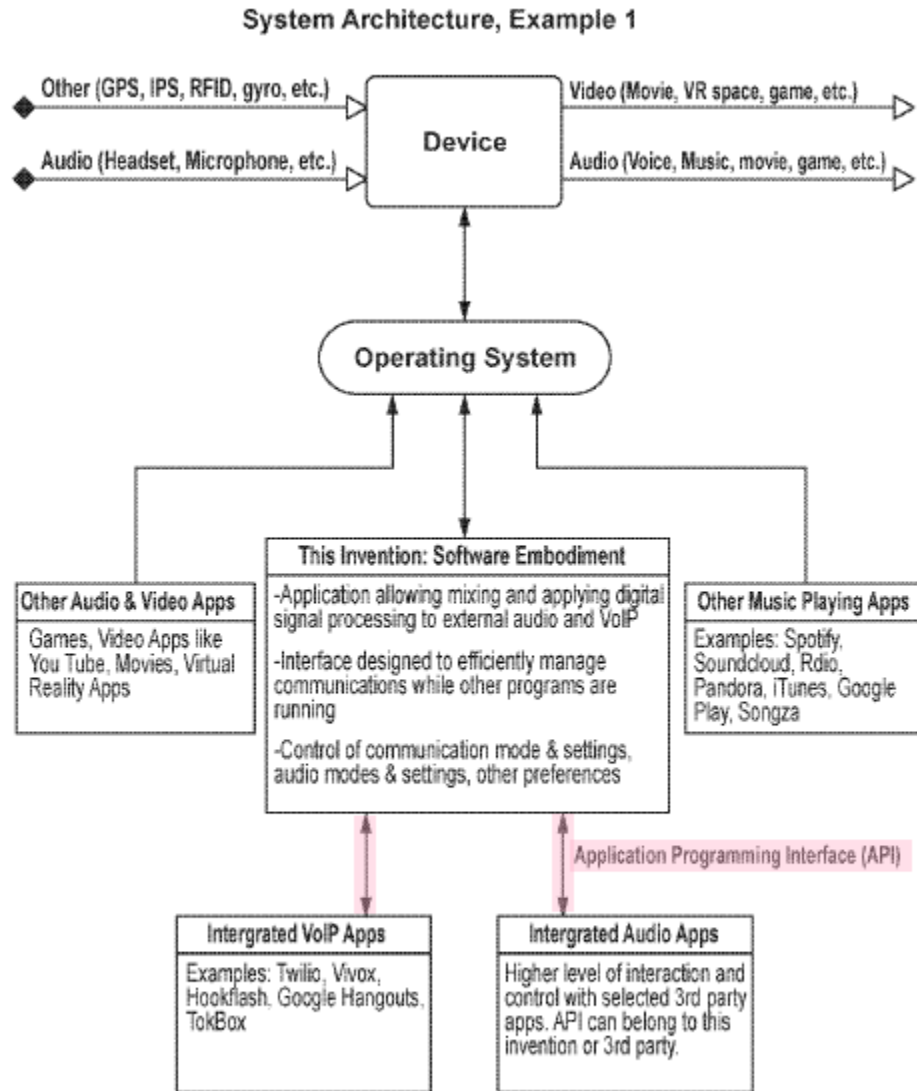 System Architecture, Example 1
Other (GPS, IPS, RFID, gyro, etc.)
Video (Movie, VR space, game, etc.)
Device
Audio (Headset, Microphone, etc.)
Audio (Voice, Music, movie, game, etc.)
Operating System
This Invention: Software Embodiment
-Application allowing mixing and applying digital
signal processing to external audio and VoIP
-Interface designed to efficiently manage
communications while other programs are
running
-Control of communication mode & settings,
audio modes & settings, other preferences
Other Audio & Video Apps
Games, Video Apps like
You Tube, Movies, Virtual
Reality Apps
Other Music Playing Apps
Examples: Spotify,
Soundcloud, Rdio,
Pandora, iTunes, Google
Play, Songza
Application Programming Interface (API)
Intergrated VoIP Apps
Examples: Twilio, Vivox,
Hookflash, Google Hangouts,
TokBox
Intergrated Audio Apps
Higher level of interaction and
control with selected 3rd party
apps. API can belong to this
invention or 3rd party.